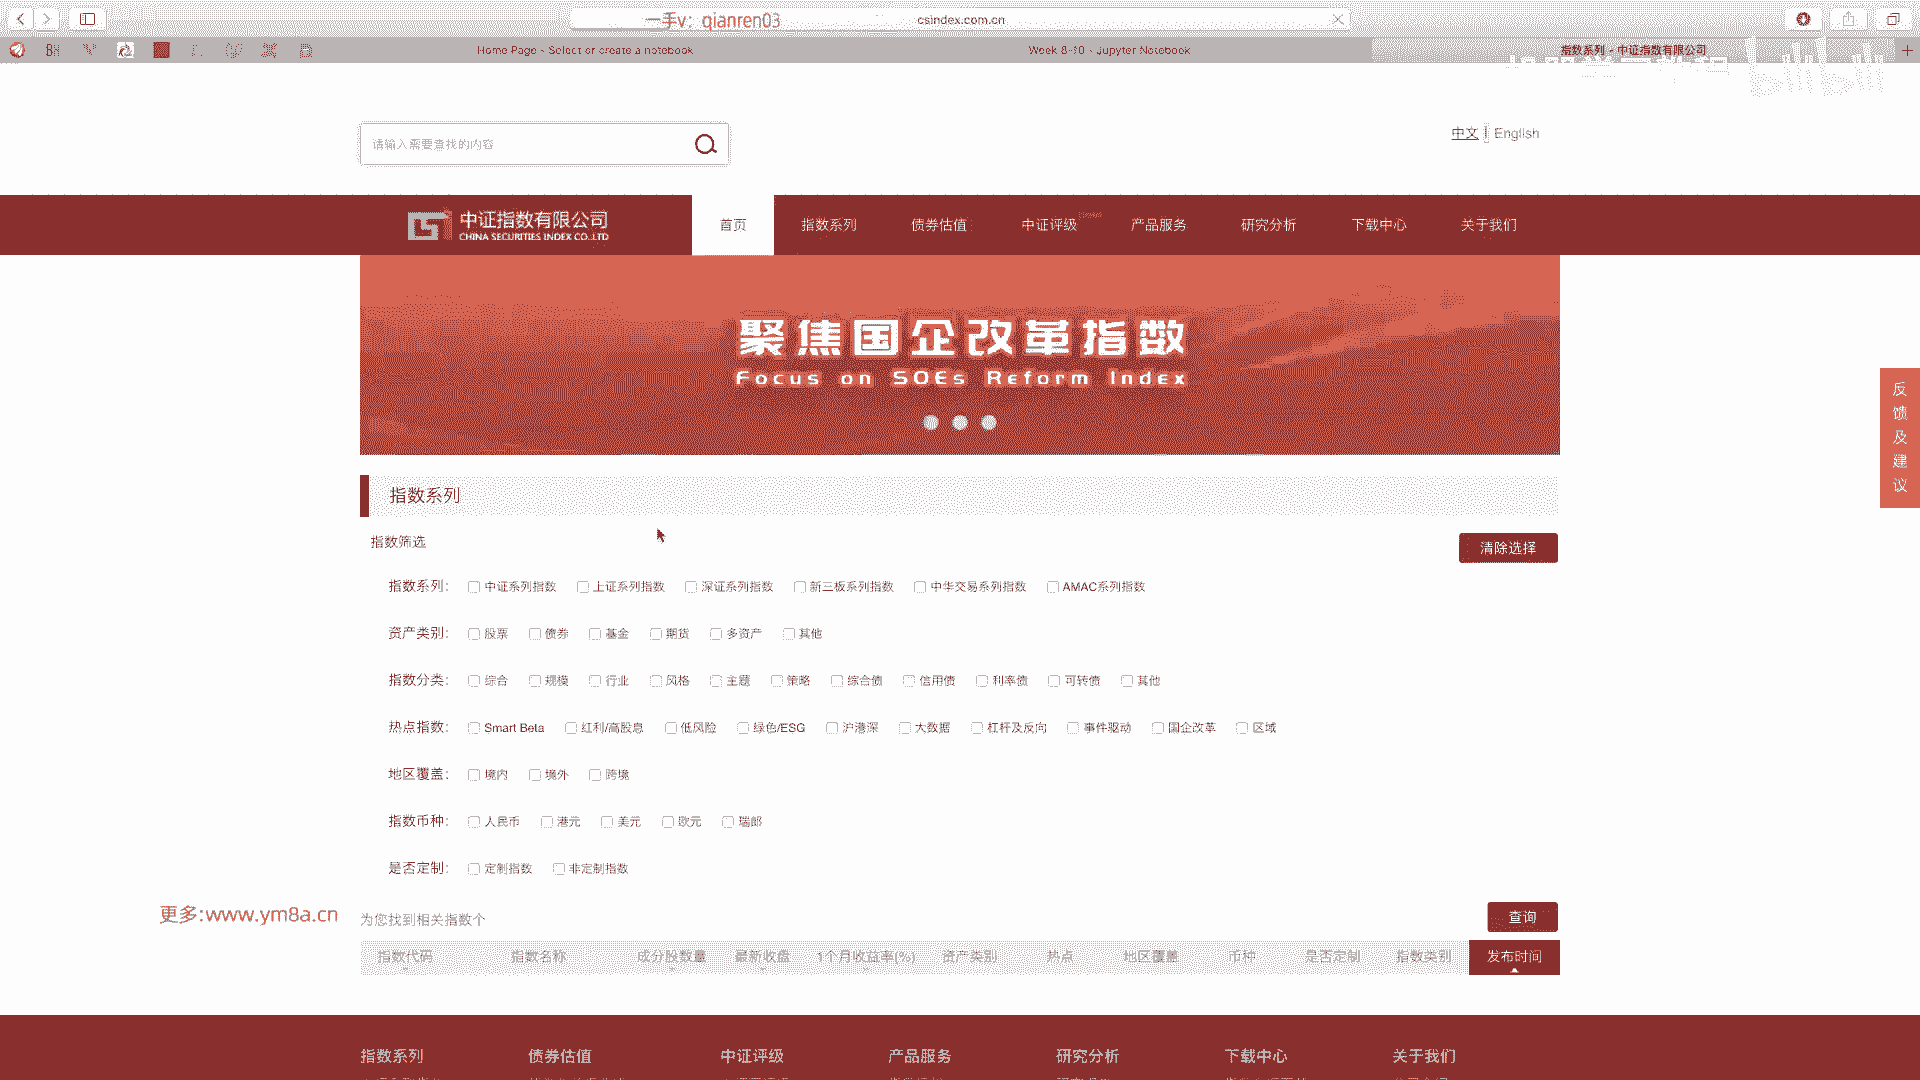 一手v：qianren03
csindex.com.cn
Home Page - Select or create a notebook
Week 8-10 - Jupyter Notebook
指数系列 - 中证指数有限公司
请输入需要查找的内容
中文 | English
中证指数有限公司
CHINA SECURITIES INDEX CO.,LTD
首页 指数系列 债券估值 中证评级 产品服务 研究分析 下载中心 关于我们
聚焦国企改革指数
Focus on SOEs Reform Index
反馈及建议
指数系列
指数筛选
清除选择
指数系列： 中证系列指数 上证系列指数 深证系列指数 新三板系列指数 中华交易系列指数 AMAC系列指数
资产类别： 股票 债券 基金 期货 多资产 其他
指数分类： 综合 规模 行业 风格 主题 策略 综合债 信用债 利率债 可转债 其他
热点指数： Smart Beta 红利/高股息 低风险 绿色/ESG 沪港深 大数据 杠杆及反向 事件驱动 国企改革 区域
地区覆盖： 境内 境外 跨境
指数币种： 人民币 港元 美元 欧元 瑞郎
是否定制： 定制指数 非定制指数
更多:www.ym8a.cn
为您找到相关指数个
查询
指数代码 指数名称 成分股数量 最新收盘 1个月收益率(%) 资产类别 热点 地区覆盖 币种 是否定制 指数类别 发布时间
指数系列 债券估值 中证评级 产品服务 研究分析 下载中心 关于我们